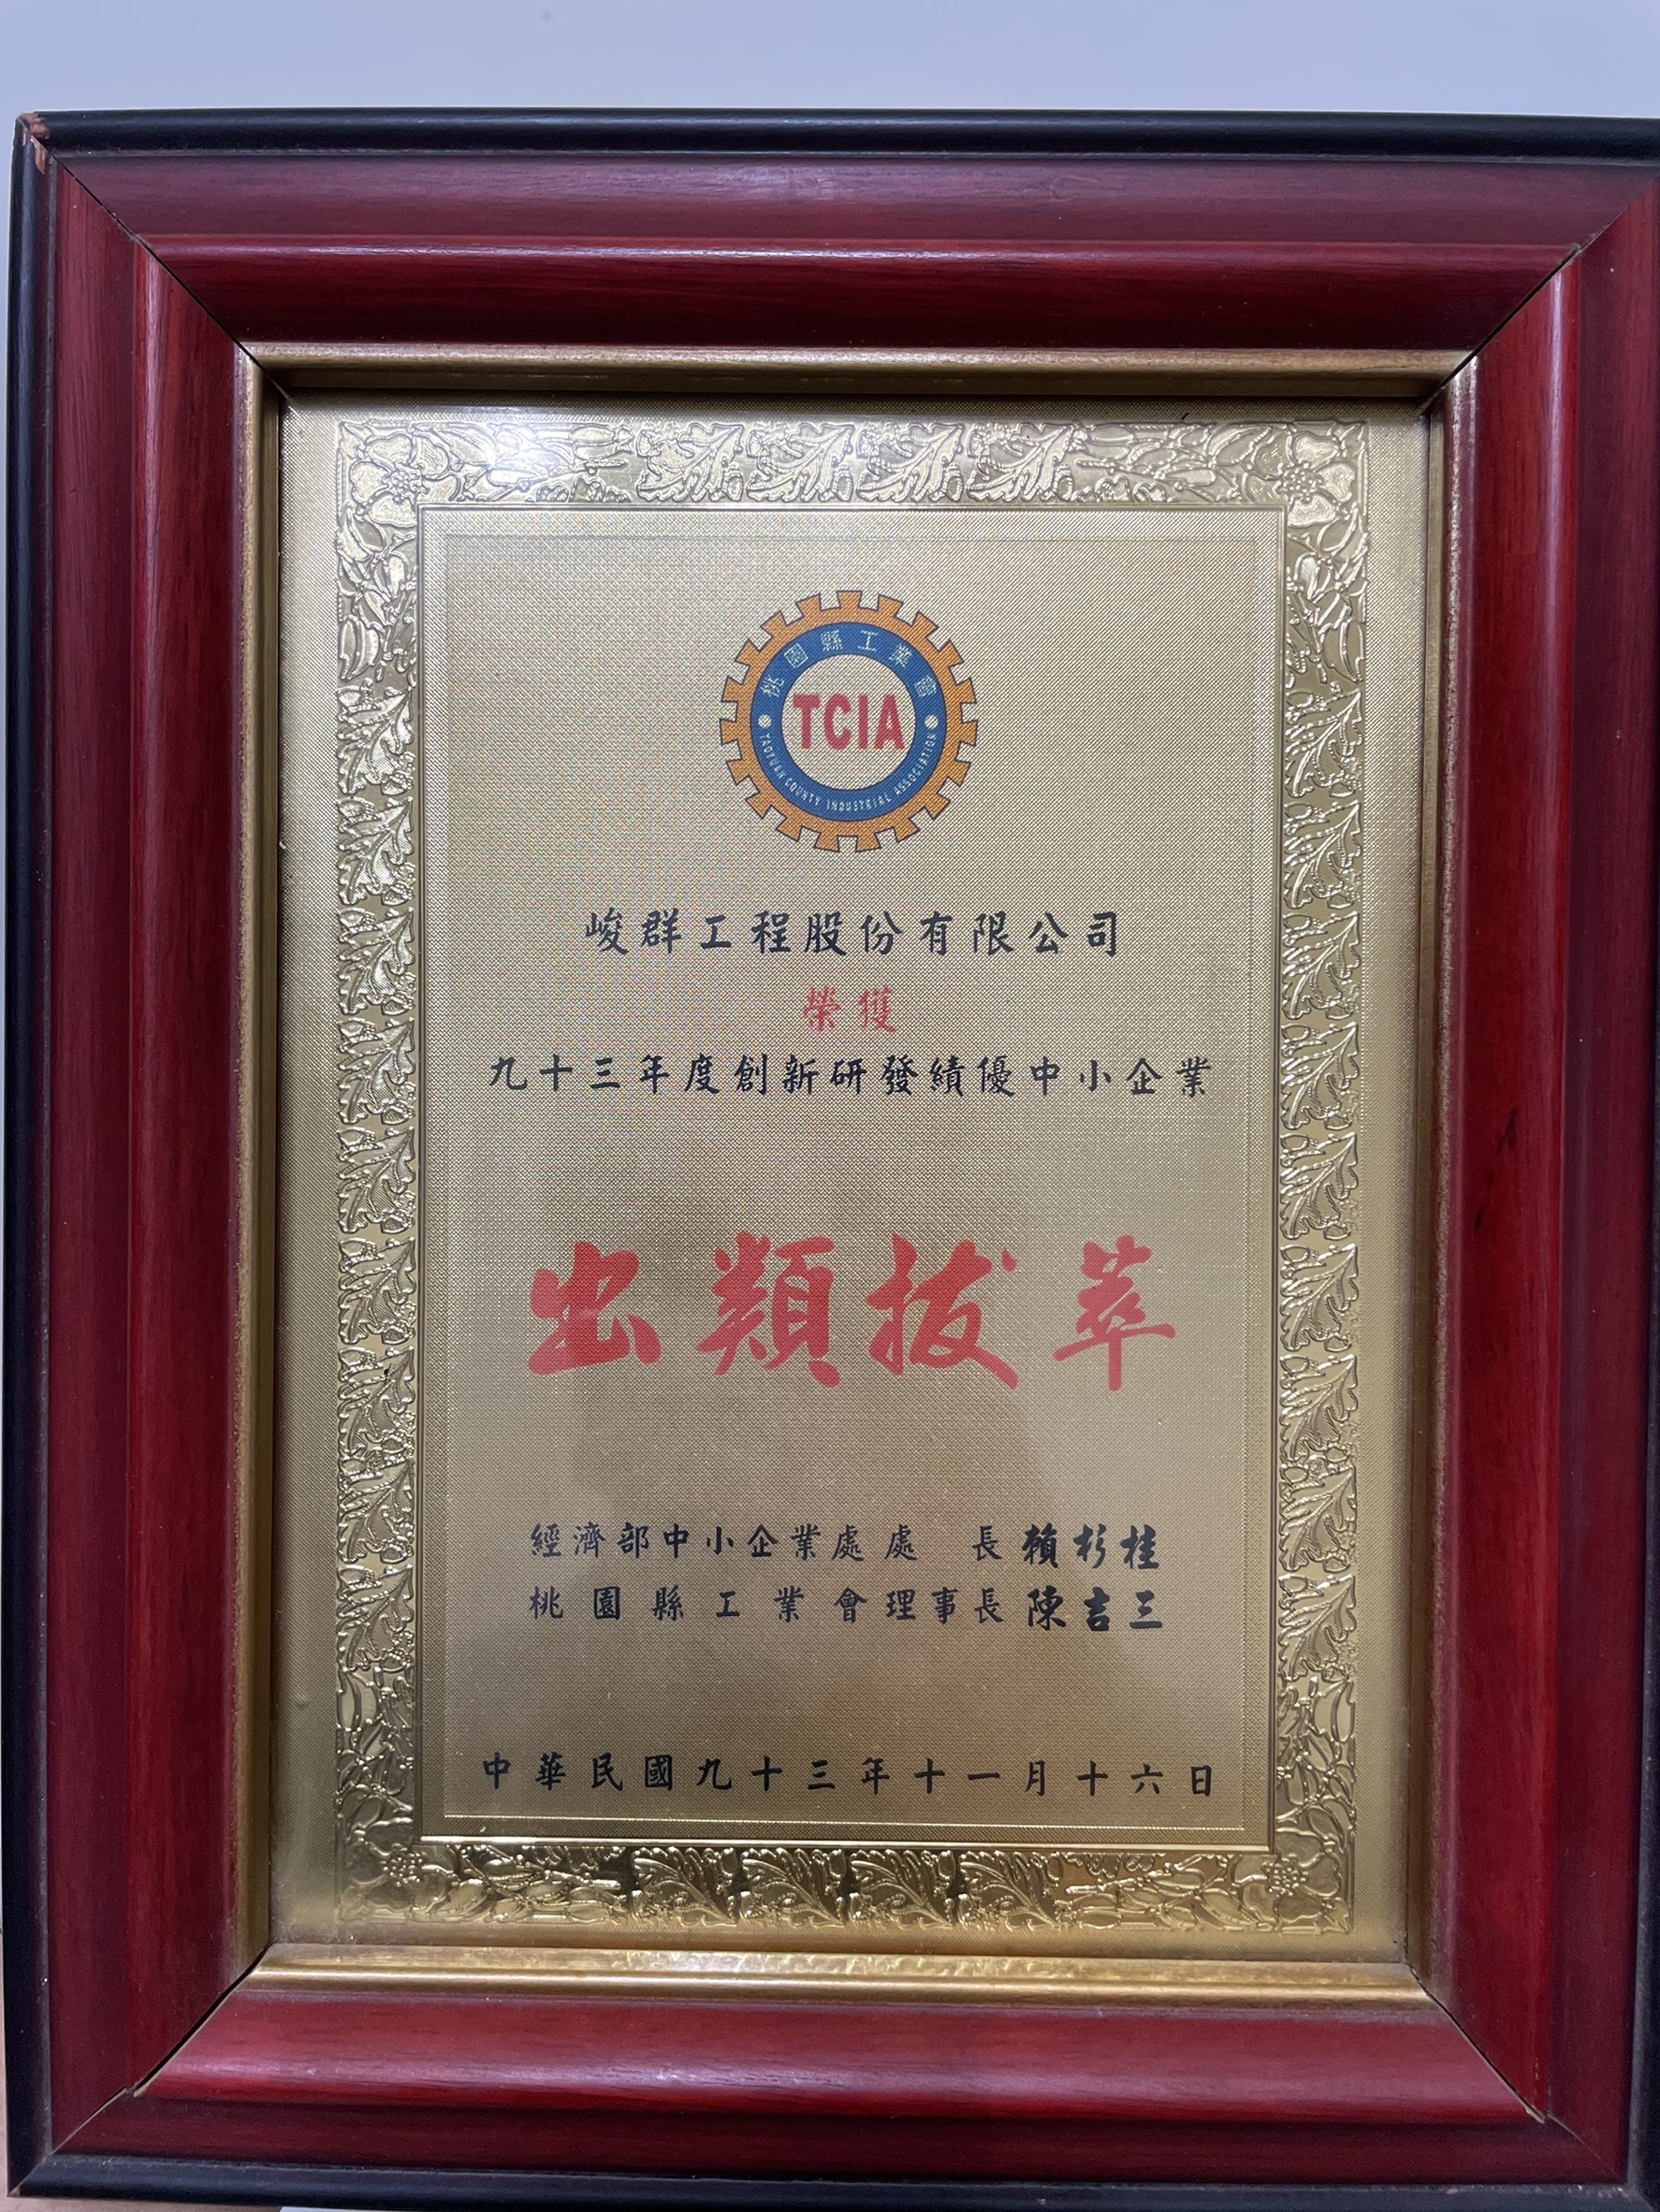 桃園縣工業會
TCIA
TAOYUAN COUNTY INDUSTRIAL ASSOCIATION
峻群工程股份有限公司
榮獲
九十三年度創新研發績優中小企業
出類拔萃
經濟部中小企業處處 長賴杉桂
桃園縣工業會理事長陳吉三
中華民國九十三年十一月十六日